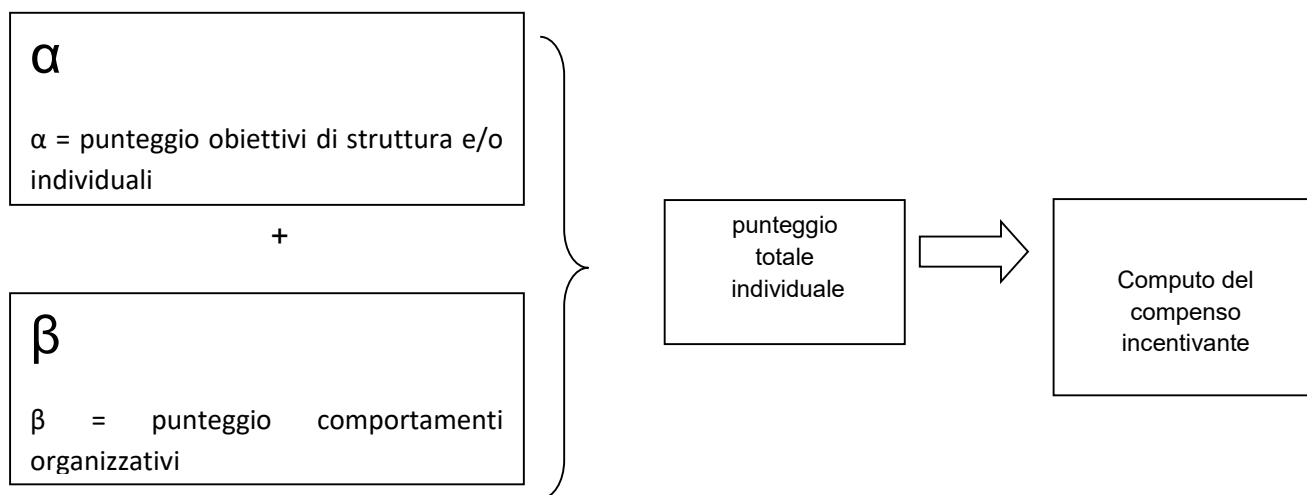 α
α = punteggio obiettivi di struttura e/o
individuali
+
β
β = punteggio comportamenti
organizzativi
punteggio
totale
individuale
Computo del
compenso
incentivante